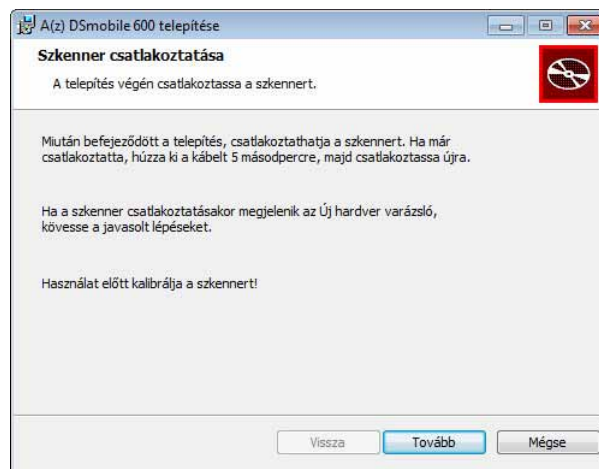 A(z) DSmobile 600 telepítése
Szkenner csatlakoztatása
A telepítés végén csatlakoztassa a szkennert.
Miután befejeződött a telepítés, csatlakoztathatja a szkennert. Ha már
csatlakoztatta, húzza ki a kábelt 5 másodpercre, majd csatlakoztassa újra.
Ha a szkenner csatlakoztatásakor megjelenik az Új hardver varázsló,
kövesse a javasolt lépéseket.
Használat előtt kalibrálja a szkennert!
Vissza Tovább Mégse